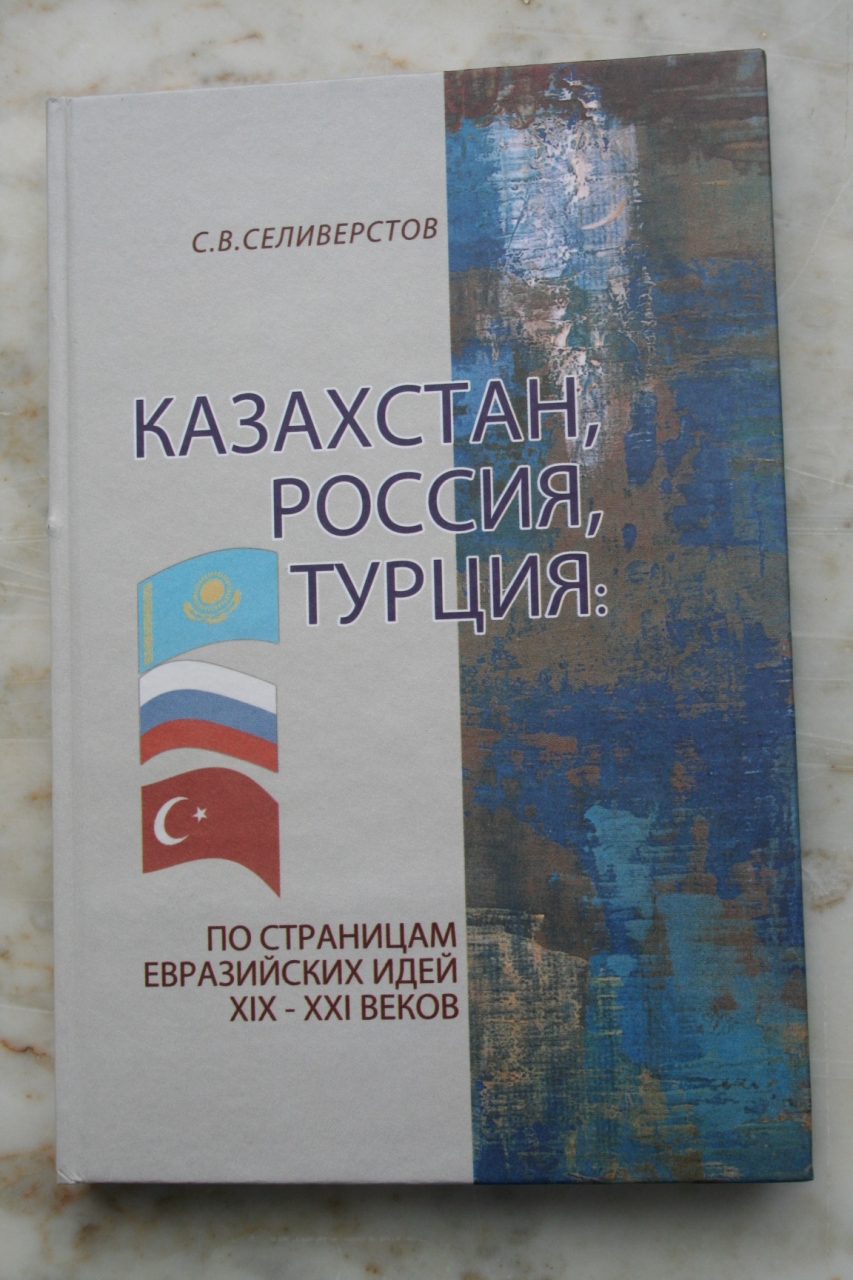 С.В.СЕЛИВЕРСТОВ
КАЗАХСТАН,
РОССИЯ,
ТУРЦИЯ:
ПО СТРАНИЦАМ
ЕВРАЗИЙСКИХ ИДЕЙ
XIX - XXI ВЕКОВ